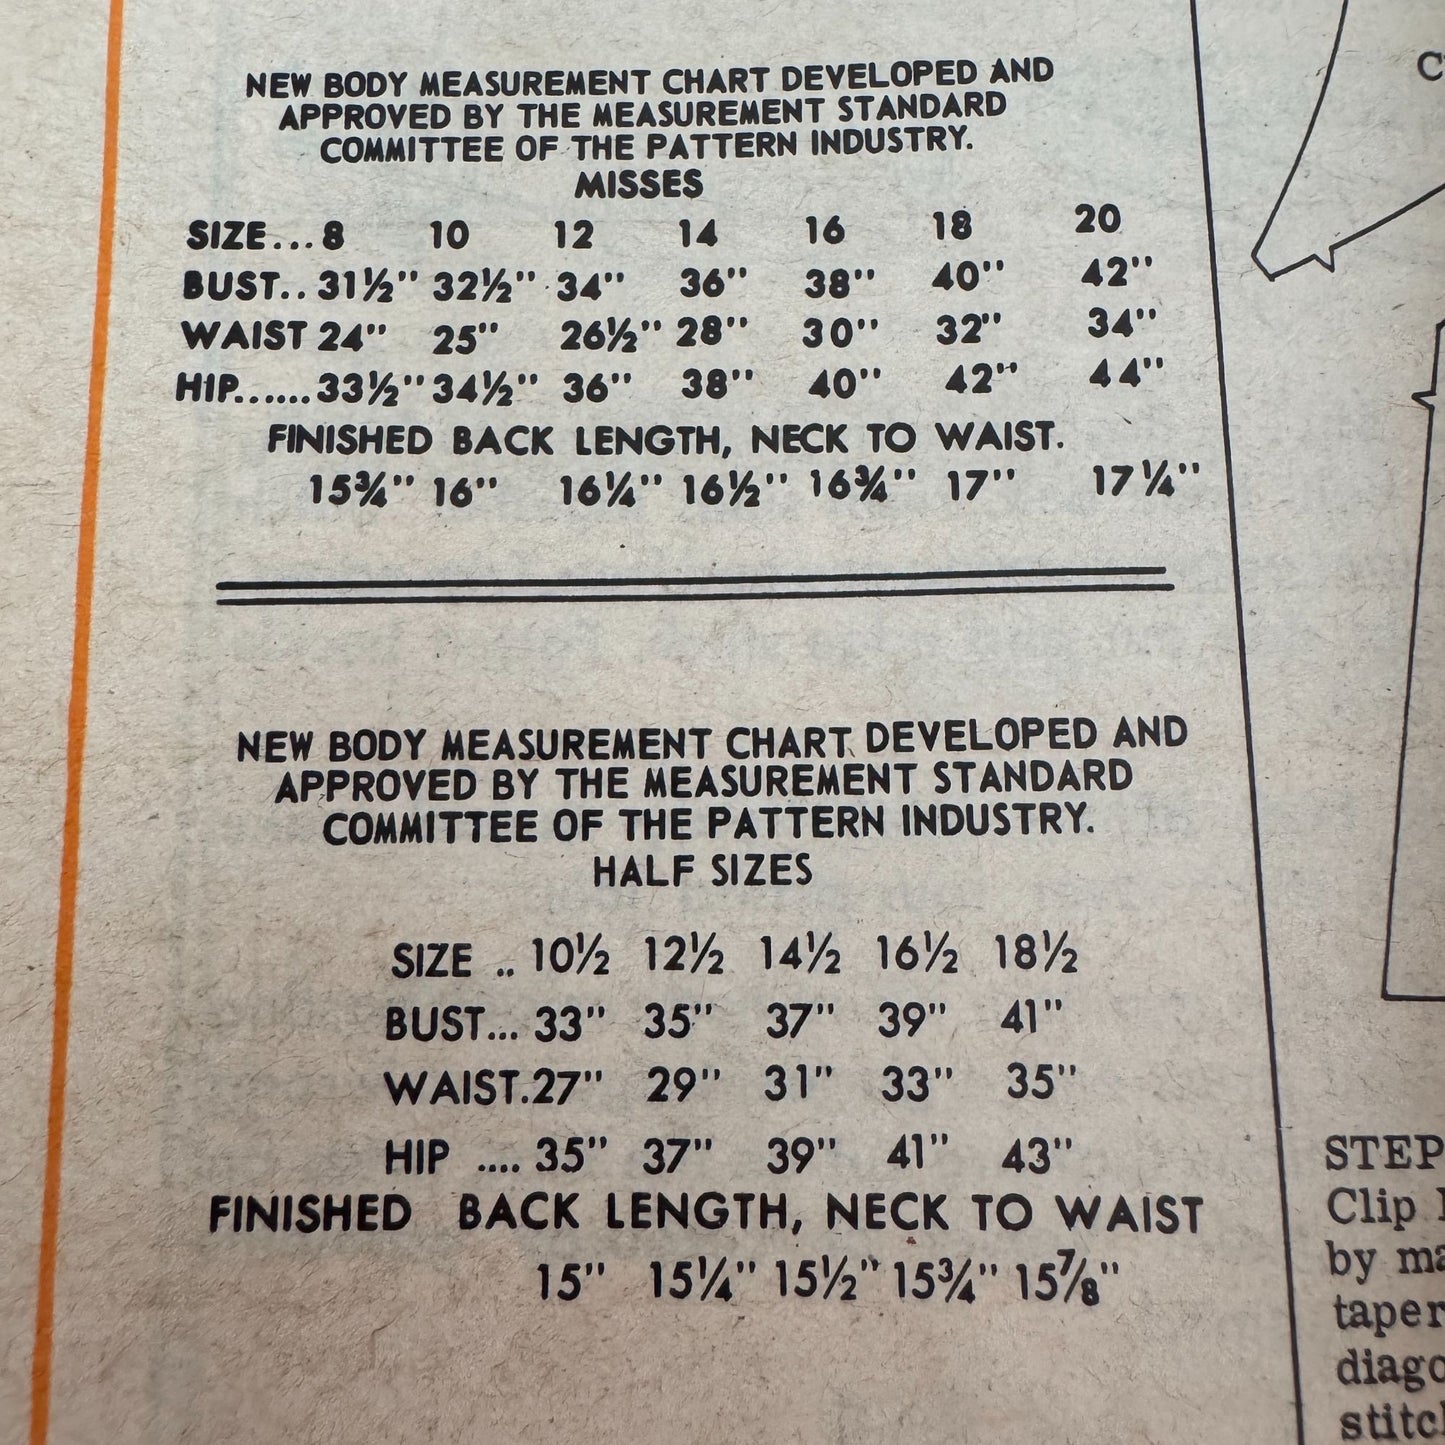 NEW BODY MEASUREMENT CHART DEVELOPED AND
APPROVED BY THE MEASUREMENT STANDARD
COMMITTEE OF THE PATTERN INDUSTRY.
MISSES
SIZE...8 10 12 14 16 18 20
BUST..31½" 32½" 34" 36" 38" 40" 42"
WAIST 24" 25" 26½" 28" 30" 32" 34"
HIP......33½" 34½" 36" 38" 40" 42" 44"
FINISHED BACK LENGTH, NECK TO WAIST.
15¾" 16" 16¼" 16½" 16¾" 17" 17¼"
NEW BODY MEASUREMENT CHART DEVELOPED AND
APPROVED BY THE MEASUREMENT STANDARD
COMMITTEE OF THE PATTERN INDUSTRY.
HALF SIZES
SIZE .. 10½ 12½ 14½ 16½ 18½
BUST... 33" 35" 37" 39" 41"
WAIST.27" 29" 31" 33" 35"
HIP .... 35" 37" 39" 41" 43"
FINISHED BACK LENGTH, NECK TO WAIST
15" 15¼" 15½" 15¾" 15⅞"
STEP
Clip
by